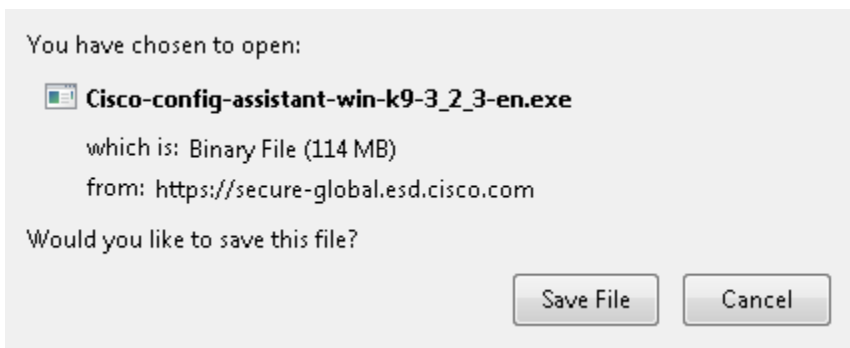 You have chosen to open:
Cisco-config-assistant-win-k9-3_2_3-en.exe
which is: Binary File (114 MB)
from: https://secure-global.esd.cisco.com
Would you like to save this file?
Save File Cancel